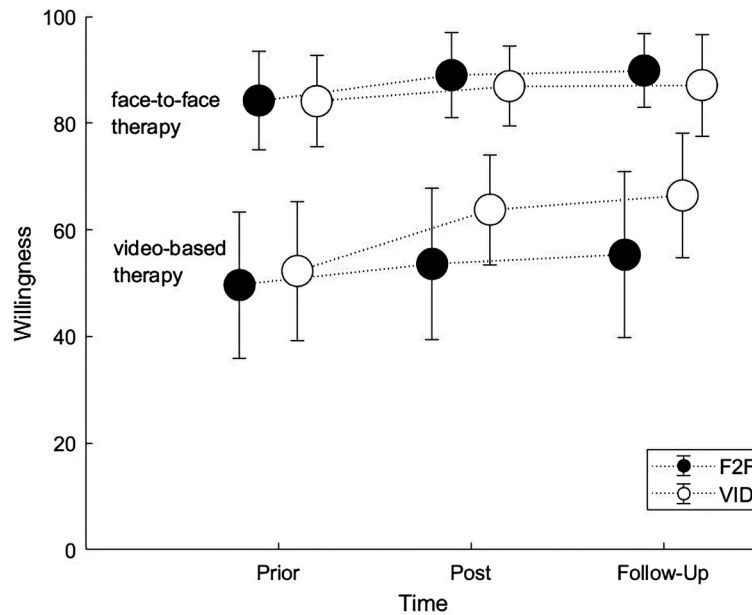 100
80
60
40
20
0
Willingness
face-to-face
therapy
video-based
therapy
F2F
VID
Prior
Post
Follow-Up
Time